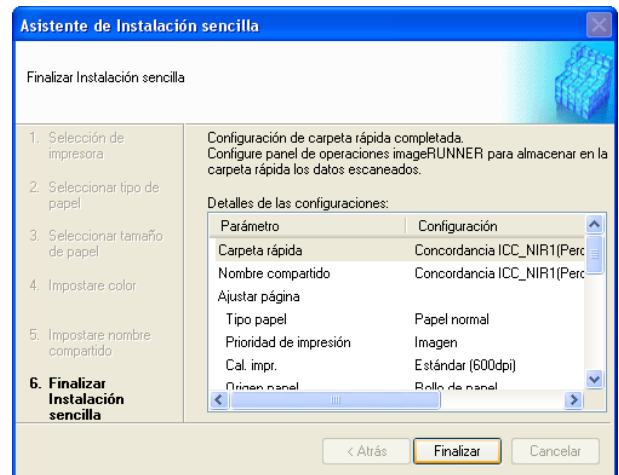 Asistente de Instalación sencilla
Finalizar Instalación sencilla
1. Selección de
impresora
2. Seleccionar tipo de
papel
3. Seleccionar tamaño
de papel
4. Impostare color
5. Impostare nombre
compartido
6. Finalizar
Instalación
sencilla
Configuración de carpeta rápida completada.
Configure panel de operaciones imageRUNNER para almacenar en la
carpeta rápida los datos escaneados.
Detalles de las configuraciones:
Parámetro Configuración
Carpeta rápida Concordancia ICC_NIR1(Perc
Nombre compartido Concordancia ICC_NIR1(Perc
Ajustar página
Tipo papel Papel normal
Prioridad de impresión Imagen
Cal. impr. Estándar (600dpi)
Origen papel Rollo de papel
< Atrás Finalizar Cancelar